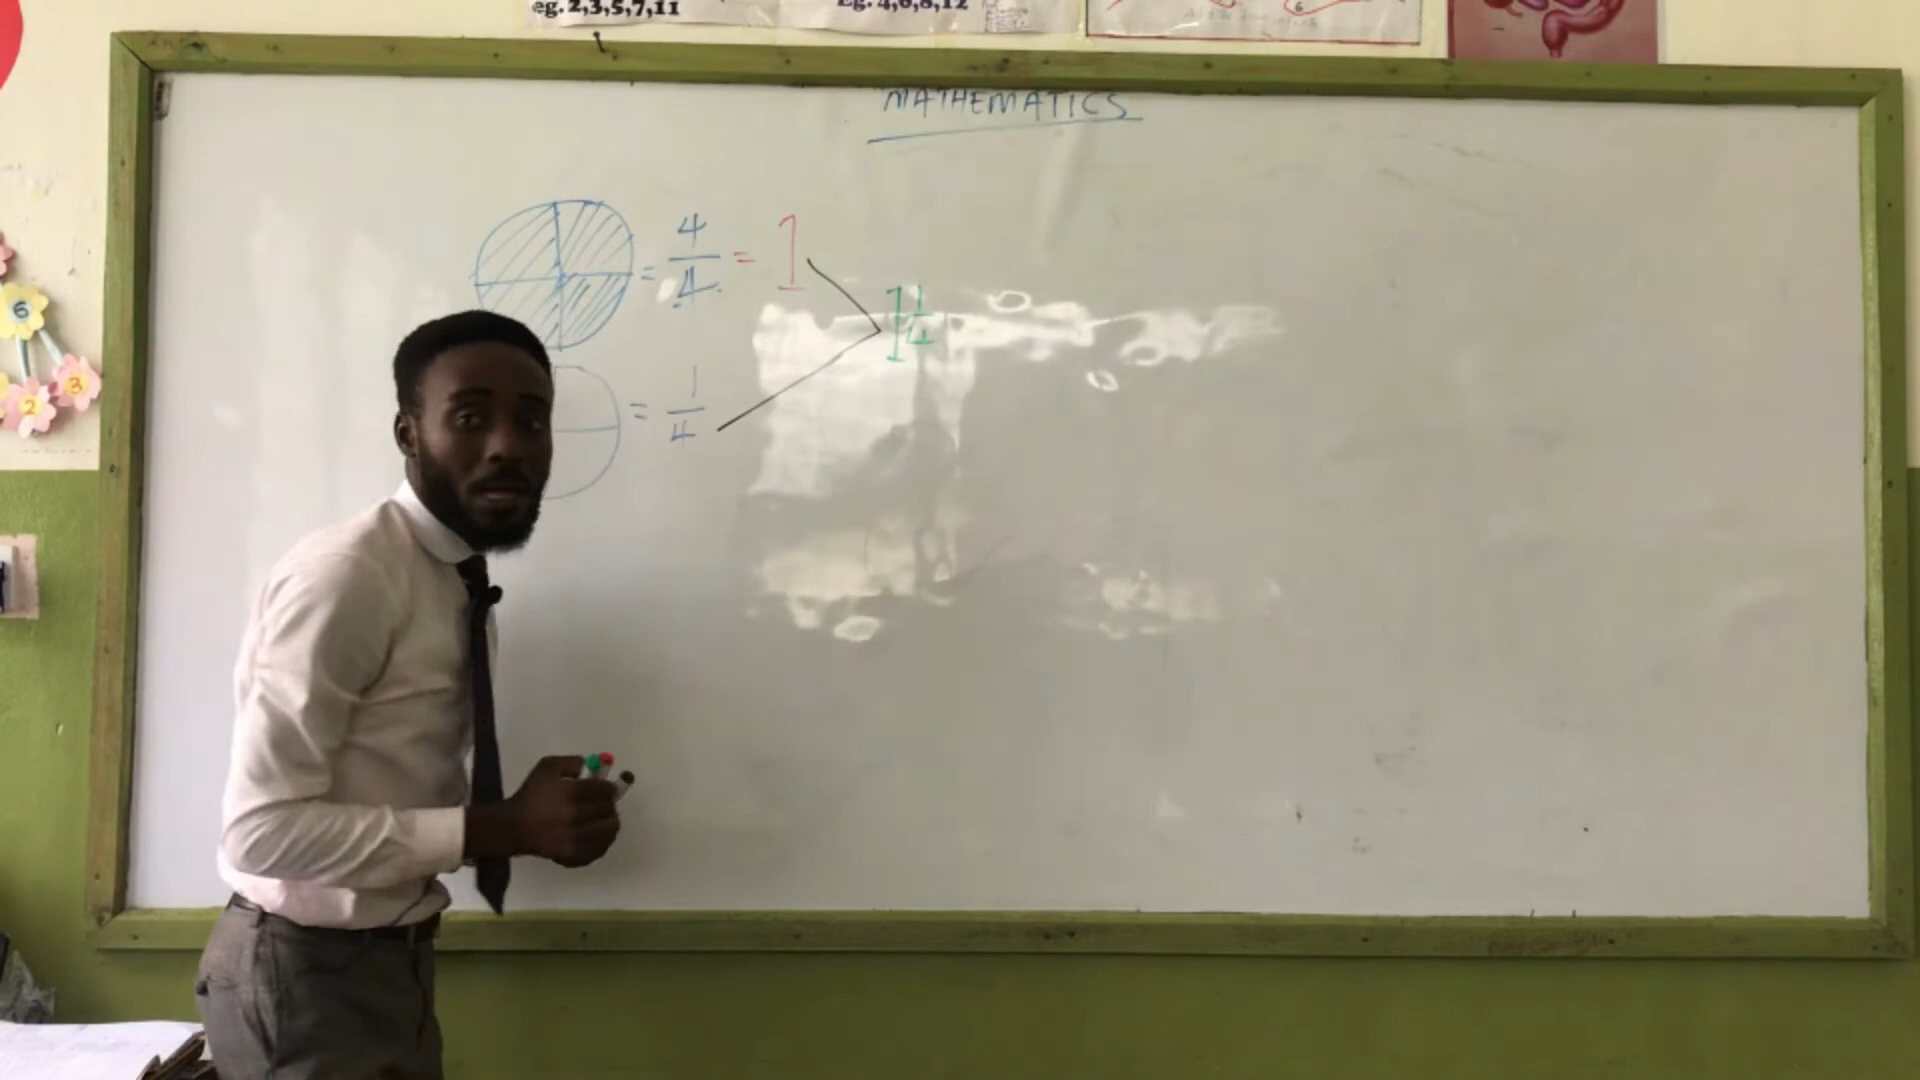 eg. 2,3,5,7,11
Eg. 4,6,8,12
6
MATHEMATICS
= 4/4 = 1
1 1/4
= 1/4
6
3
2